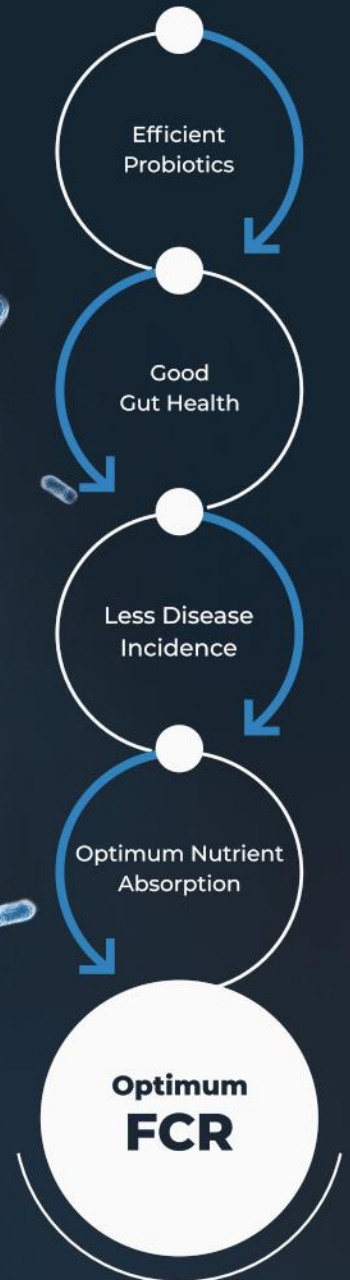 Efficient
Probiotics
Good
Gut Health
Less Disease
Incidence
Optimum Nutrient
Absorption
Optimum
FCR